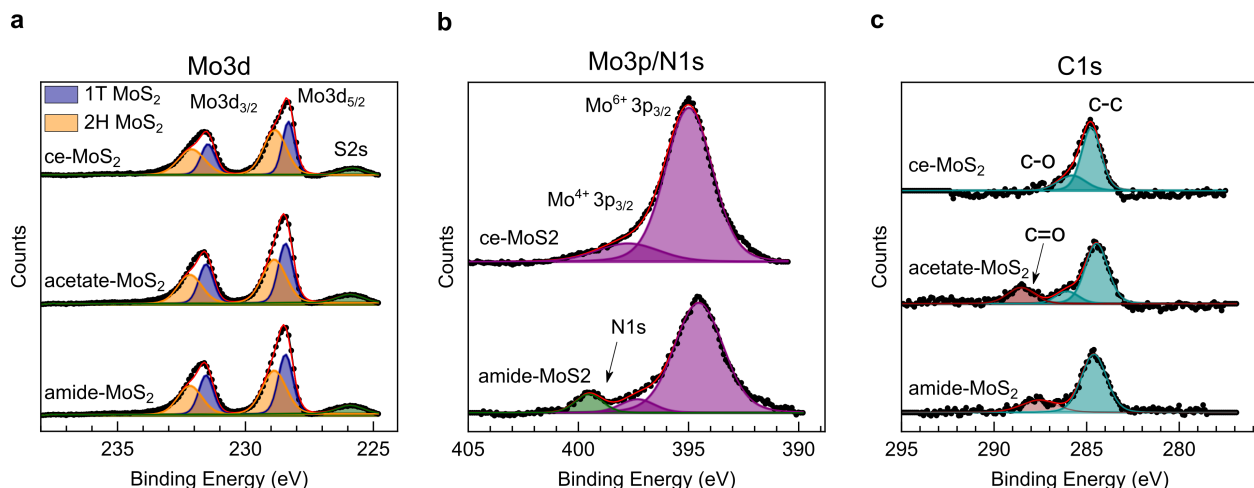 a
Mo3d
1T MoS₂
2H MoS₂
Mo3d₃/₂
Mo3d₅/₂
S2s
ce-MoS₂
acetate-MoS₂
amide-MoS₂
Counts
235
230
225
Binding Energy (eV)
b
Mo3p/N1s
Mo⁶⁺ 3p₃/₂
Mo⁴⁺ 3p₃/₂
ce-MoS2
N1s
amide-MoS2
Counts
405
400
395
390
Binding Energy (eV)
c
C1s
C-C
C-O
ce-MoS₂
C=O
acetate-MoS₂
amide-MoS₂
Counts
295
290
285
280
Binding Energy (eV)